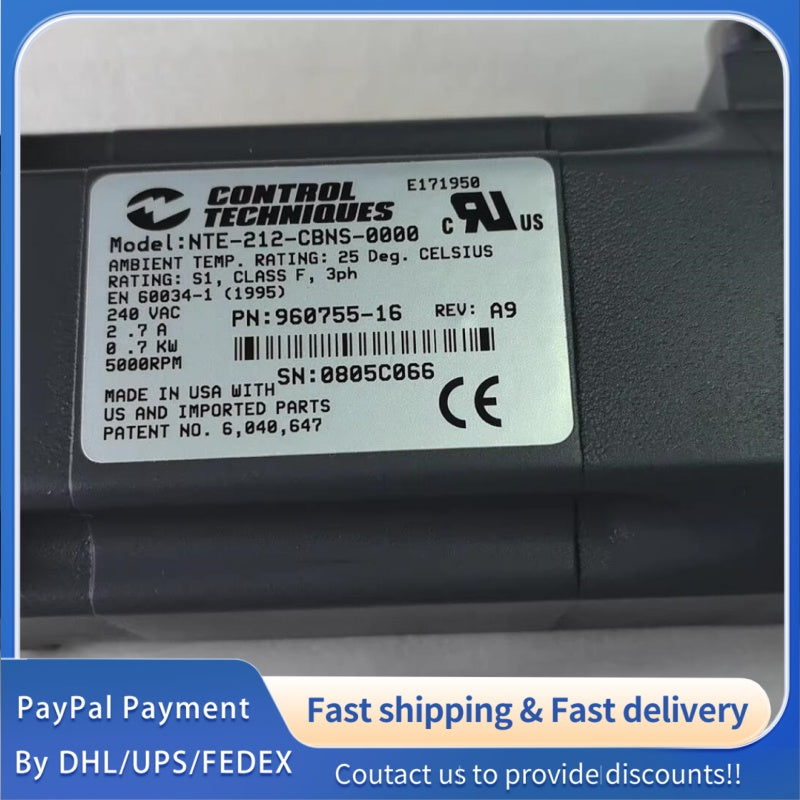 CONTROL
TECHNIQUES
E171950
Model:NTE-212-CBNS-0000
C US
AMBIENT TEMP. RATING: 25 Deg. CELSIUS
RATING: S1, CLASS F, 3ph
EN 60034-1 (1995)
240 VAC
PN:960755-16 REV: A9
2 .7 A
0 .7 KW
5000RPM
SN:0805C066
MADE IN USA WITH
US AND IMPORTED PARTS
PATENT NO. 6,040,647
CE
PayPal Payment
By DHL/UPS/FEDEX
Fast shipping & Fast delivery
Coutact us to provide discounts!!